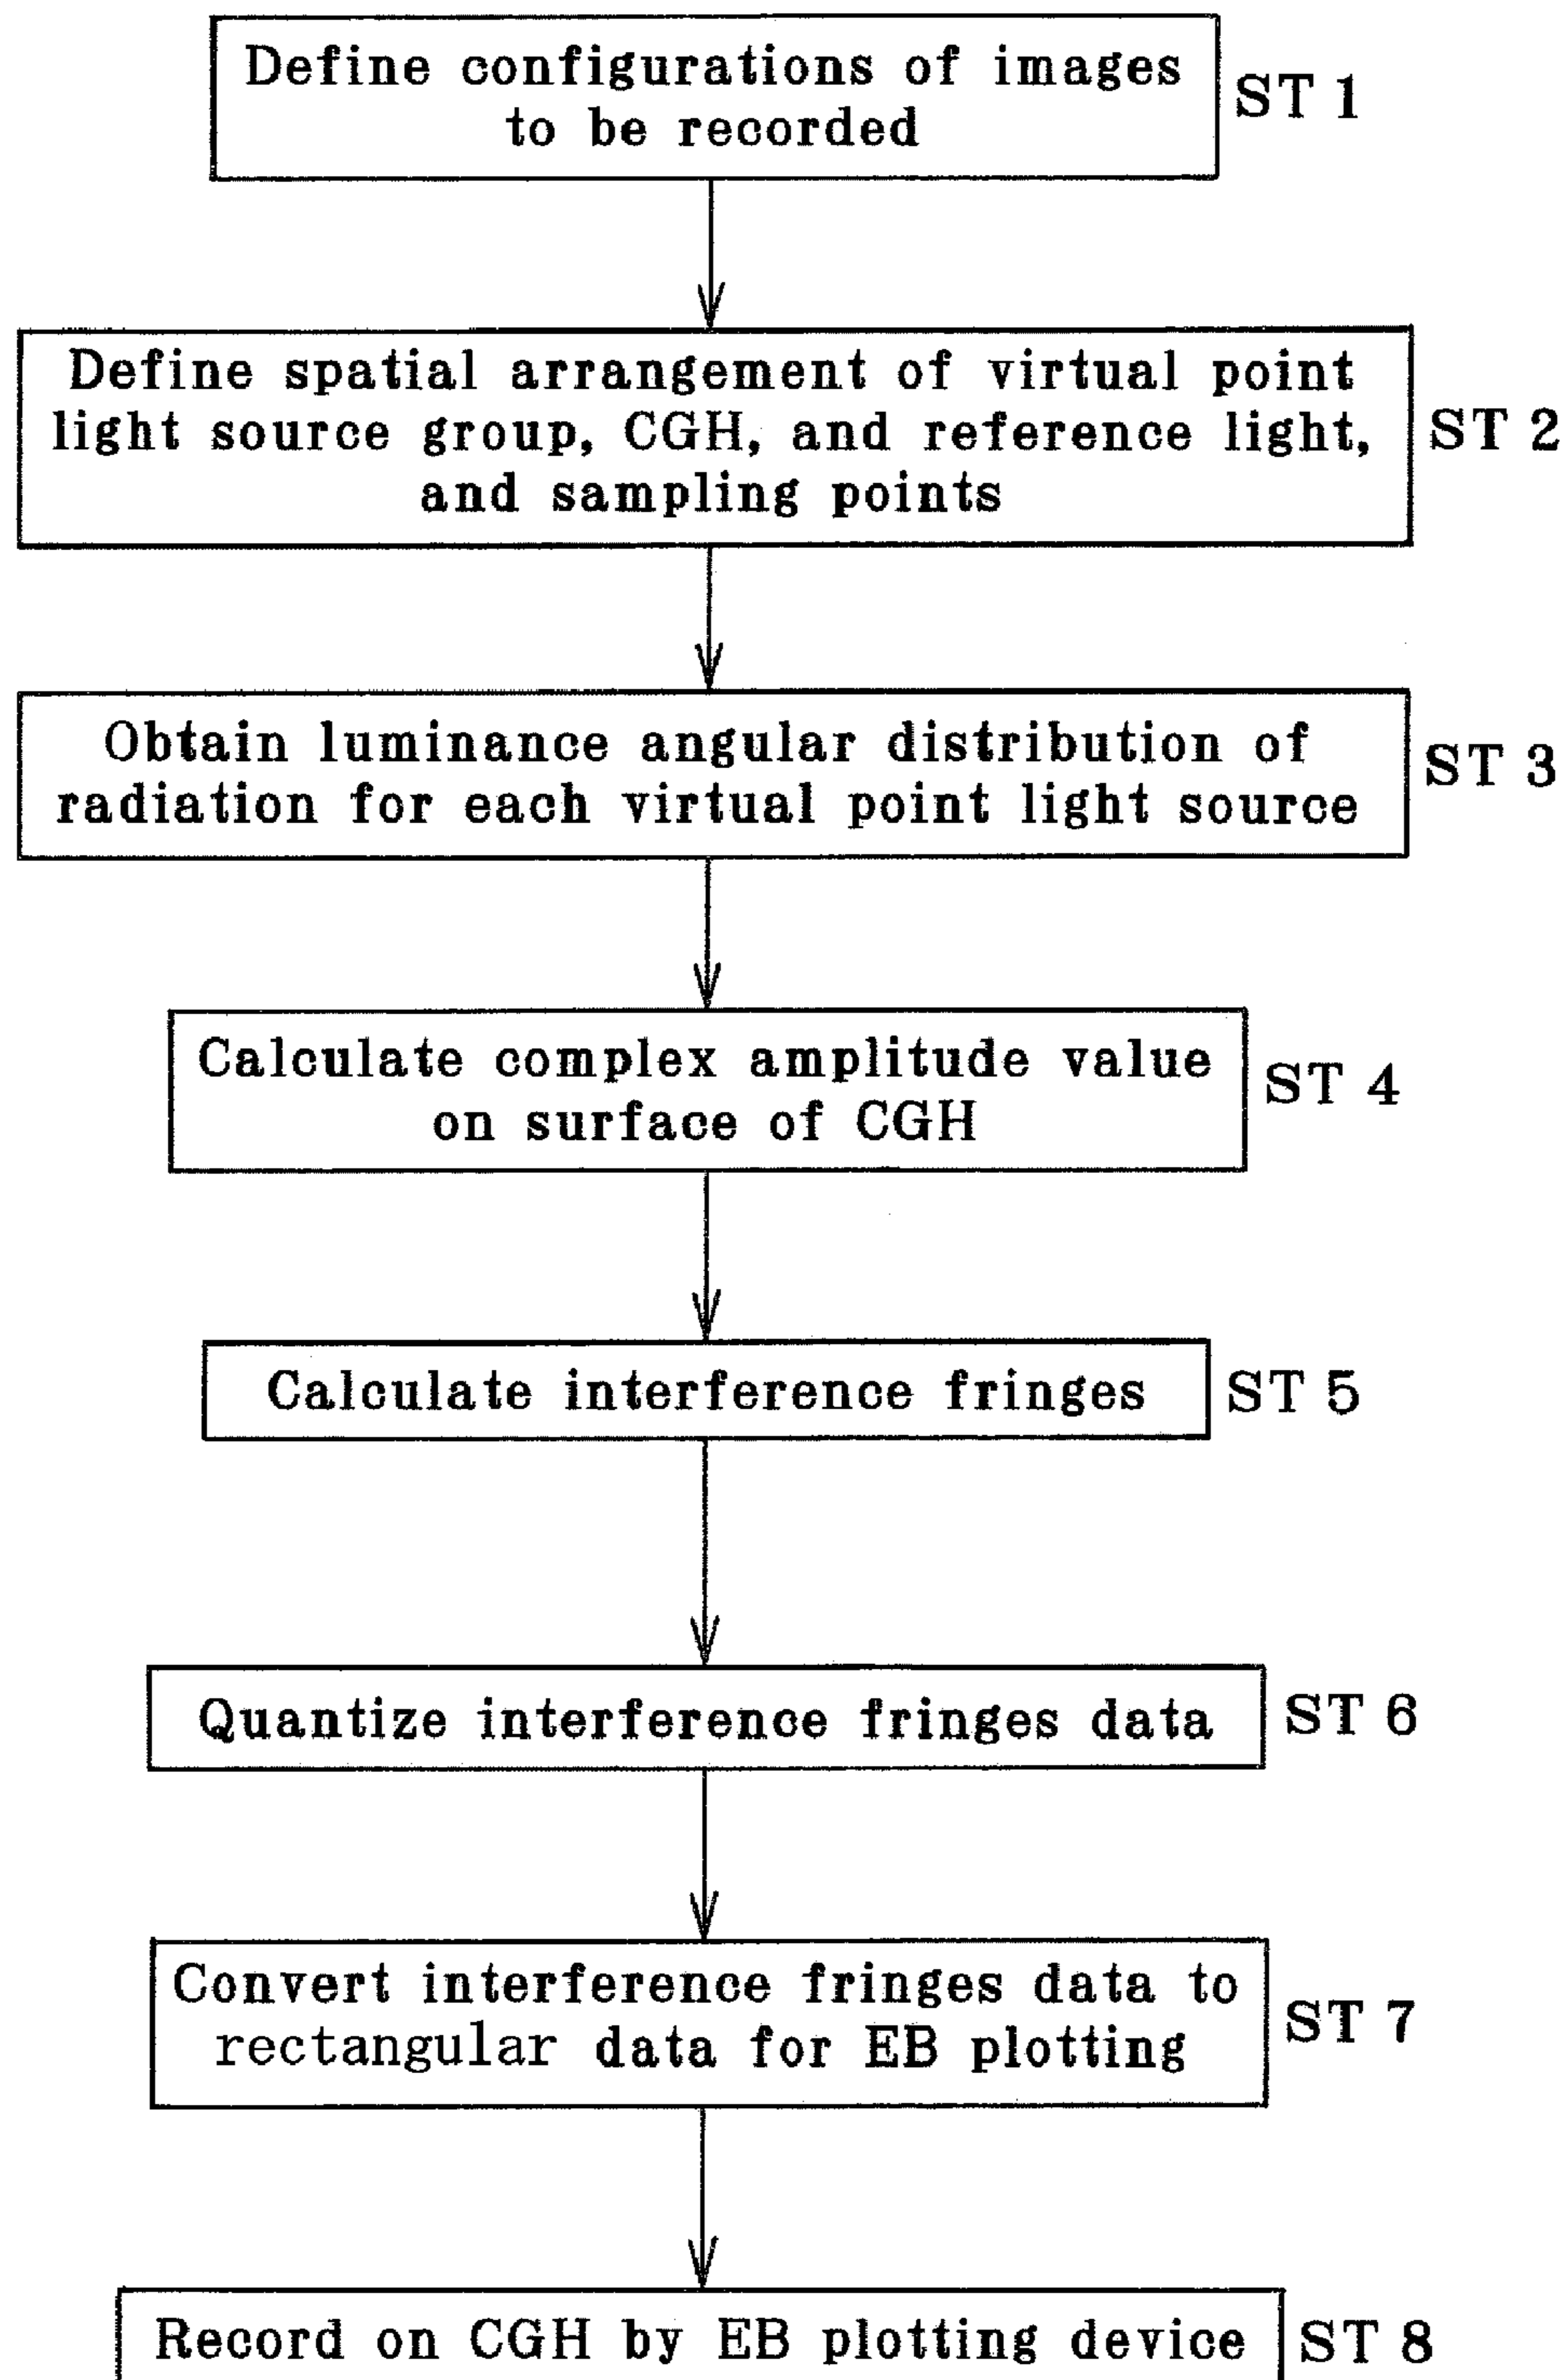 Define configurations of images
to be recorded
ST 1
Define spatial arrangement of virtual point
light source group, CGH, and reference light,
and sampling points
ST 2
Obtain luminance angular distribution of
radiation for each virtual point light source
ST 3
Calculate complex amplitude value
on surface of CGH
ST 4
Calculate interference fringes
ST 5
Quantize interference fringes data
ST 6
Convert interference fringes data to
rectangular data for EB plotting
ST 7
Record on CGH by EB plotting device
ST 8